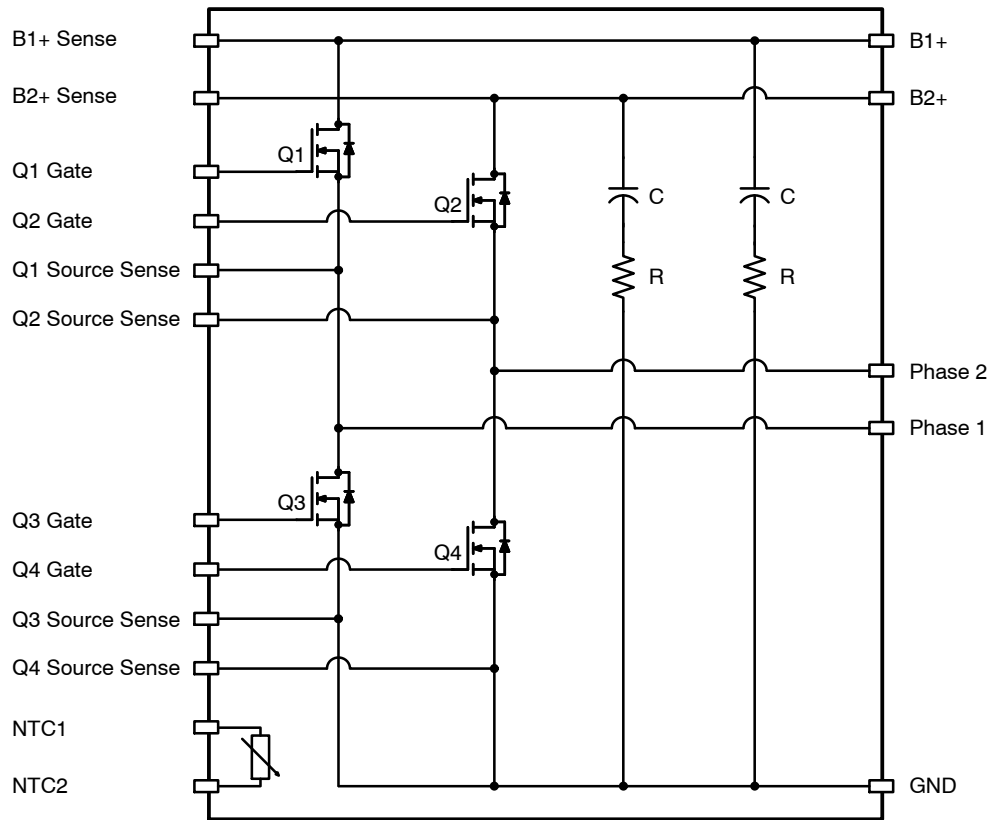 B1+ Sense
B1+
B2+ Sense
B2+
Q1
Q1 Gate
Q2
C
C
Q2 Gate
Q1 Source Sense
R
R
Q2 Source Sense
Phase 2
Phase 1
Q3
Q3 Gate
Q4
Q4 Gate
Q3 Source Sense
Q4 Source Sense
NTC1
NTC2
GND